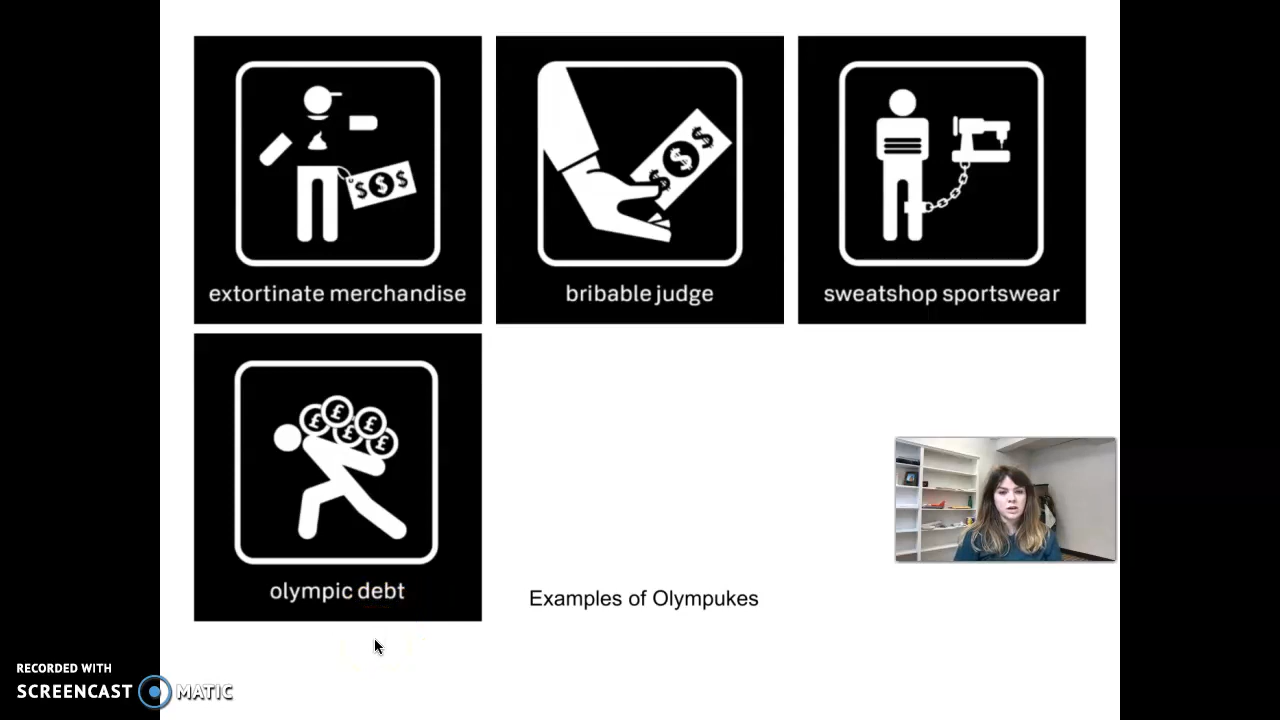 $$$
$$$
extortinate merchandise
bribable judge
sweatshop sportswear
£ £ £ £ £
olympic debt
Examples of Olympukes
RECORDED WITH
SCREENCAST MATIC